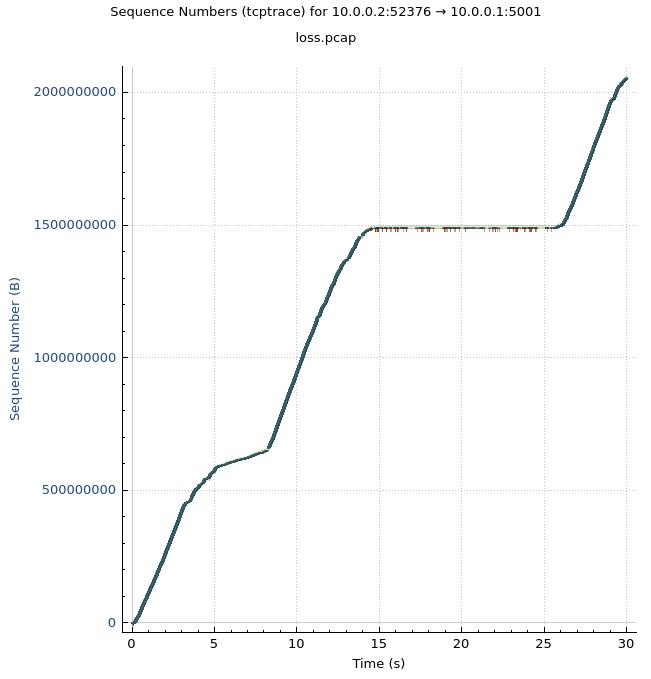 Sequence Numbers (tcptrace) for 10.0.0.2:52376 → 10.0.0.1:5001
loss.pcap
2000000000
1500000000
1000000000
500000000
0
Sequence Number (B)
0 5 10 15 20 25 30
Time (s)